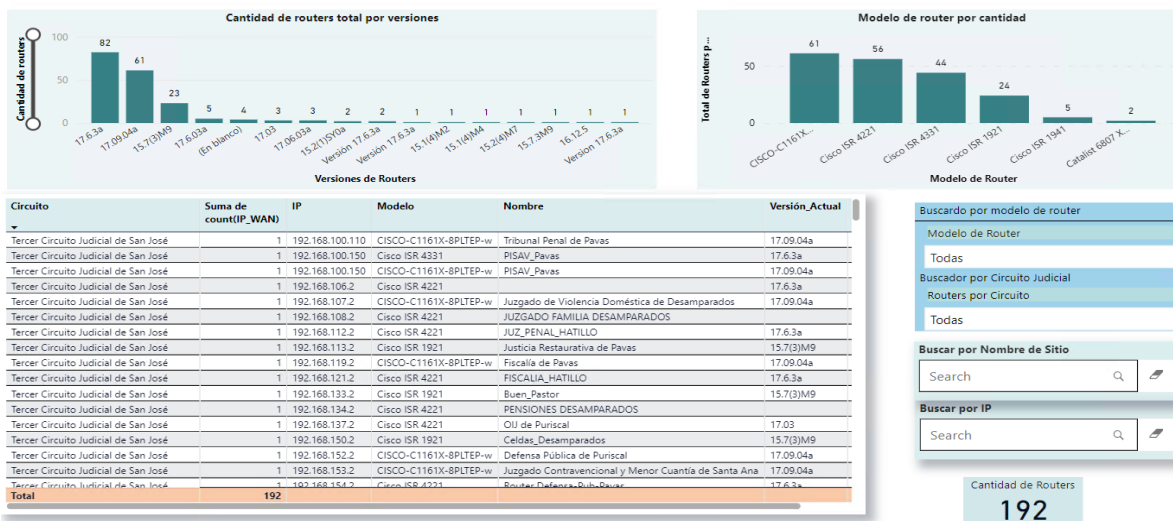 Cantidad de routers total por versiones
Cantidad de routers
100
50
0
82
61
23
5
4
3
3
2
2
1
1
1
1
1
1
17.6.3a
17.09.04a
15.7(3)M9
17.6.03a
(En blanco)
17.03
17.06.03a
15.2(1)SY0a
Versión 17.6.3a
Versión 17.6.3a
15.1(4)M2
15.1(4)M4
15.2(4)M7
15.7.3M9
16.12.5
Version 17.6.3a
Versiones de Routers
Modelo de router por cantidad
Total de Routers p...
50
0
61
56
44
24
5
2
CISCO-C1161X...
Cisco ISR 4221
Cisco ISR 4331
Cisco ISR 1921
Cisco ISR 1941
Catalist 6807 X...
Modelo de Router
Circuito Suma de count(IP_WAN) IP Modelo Nombre Versión_Actual
Tercer Circuito Judicial de San José 1 192.168.100.110 CISCO-C1161X-8PLTEP-w Tribunal Penal de Pavas 17.09.04a
Tercer Circuito Judicial de San José 1 192.168.100.150 Cisco ISR 4331 PISAV_Pavas 17.6.3a
Tercer Circuito Judicial de San José 1 192.168.100.150 CISCO-C1161X-8PLTEP-w PISAV_Pavas 17.09.04a
Tercer Circuito Judicial de San José 1 192.168.106.2 Cisco ISR 4221 17.6.3a
Tercer Circuito Judicial de San José 1 192.168.107.2 CISCO-C1161X-8PLTEP-w Juzgado de Violencia Doméstica de Desamparados 17.09.04a
Tercer Circuito Judicial de San José 1 192.168.108.2 Cisco ISR 4221 JUZGADO FAMILIA DESAMPARADOS
Tercer Circuito Judicial de San José 1 192.168.112.2 Cisco ISR 4221 JUZ_PENAL_HATILLO 17.6.3a
Tercer Circuito Judicial de San José 1 192.168.113.2 Cisco ISR 1921 Justicia Restaurativa de Pavas 15.7(3)M9
Tercer Circuito Judicial de San José 1 192.168.119.2 CISCO-C1161X-8PLTEP-w Fiscalía de Pavas 17.09.04a
Tercer Circuito Judicial de San José 1 192.168.121.2 Cisco ISR 4221 FISCALIA_HATILLO 17.6.3a
Tercer Circuito Judicial de San José 1 192.168.133.2 Cisco ISR 1921 Buen_Pastor 15.7(3)M9
Tercer Circuito Judicial de San José 1 192.168.134.2 Cisco ISR 4221 PENSIONES DESAMPARADOS
Tercer Circuito Judicial de San José 1 192.168.137.2 Cisco ISR 4221 OIJ de Puriscal 17.03
Tercer Circuito Judicial de San José 1 192.168.150.2 Cisco ISR 1921 Celdas_Desamparados 15.7(3)M9
Tercer Circuito Judicial de San José 1 192.168.152.2 CISCO-C1161X-8PLTEP-w Defensa Pública de Puriscal 17.09.04a
Tercer Circuito Judicial de San José 1 192.168.153.2 CISCO-C1161X-8PLTEP-w Juzgado Contravencional y Menor Cuantía de Santa Ana 17.09.04a
Tercer Circuito Judicial de San José 1 192.168.154.2 Cisco ISR 4221 Router Defensa-Pub-Pavas 17.6.3a
Total 192
Buscardo por modelo de router
Modelo de Router
Todas
Buscador por Circuito Judicial
Routers por Circuito
Todas
Buscar por Nombre de Sitio
Search
Buscar por IP
Search
Cantidad de Routers
192